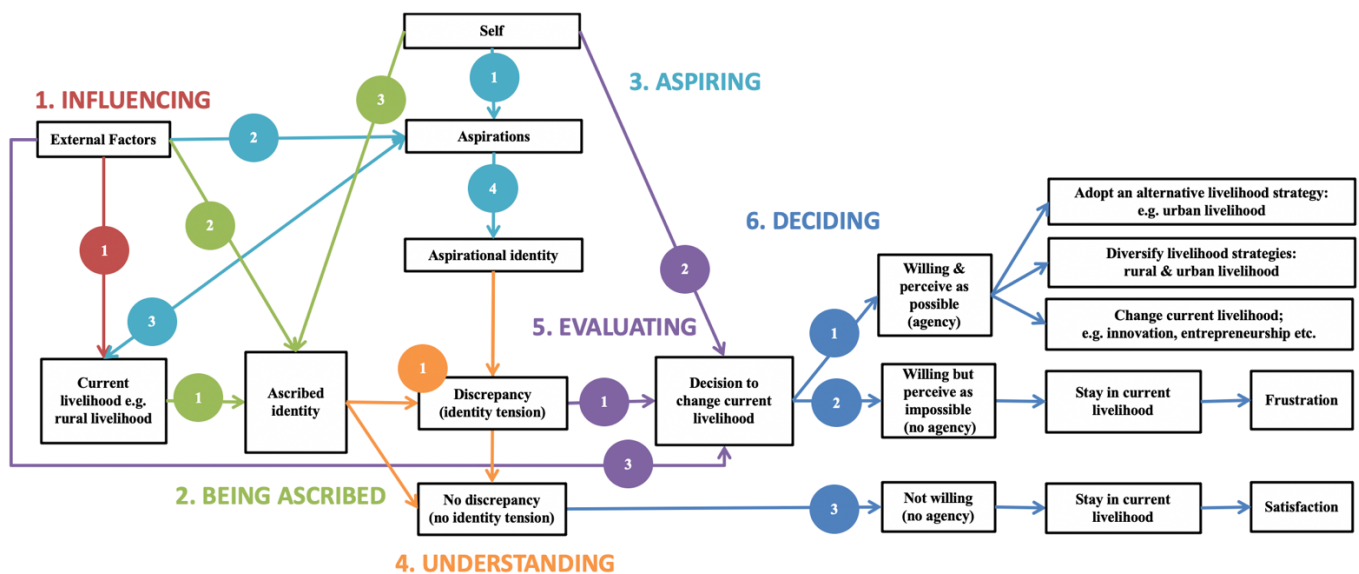 Self
1
3
3. ASPIRING
1. INFLUENCING
External Factors
2
Aspirations
4
2
1
Adopt an alternative livelihood strategy:
e.g. urban livelihood
6. DECIDING
Aspirational identity
2
Willing &
perceive as
possible
(agency)
Diversify livelihood strategies:
rural & urban livelihood
3
5. EVALUATING
1
Change current livelihood;
e.g. innovation, entrepreneurship etc.
Current
livelihood e.g.
rural livelihood
1
Ascribed
identity
1
Discrepancy
(identity tension)
1
Decision to
change current
livelihood
2
Willing but
perceive as
impossible
(no agency)
Stay in current
livelihood
Frustration
3
2. BEING ASCRIBED
No discrepancy
(no identity tension)
3
Not willing
(no agency)
Stay in current
livelihood
Satisfaction
4. UNDERSTANDING